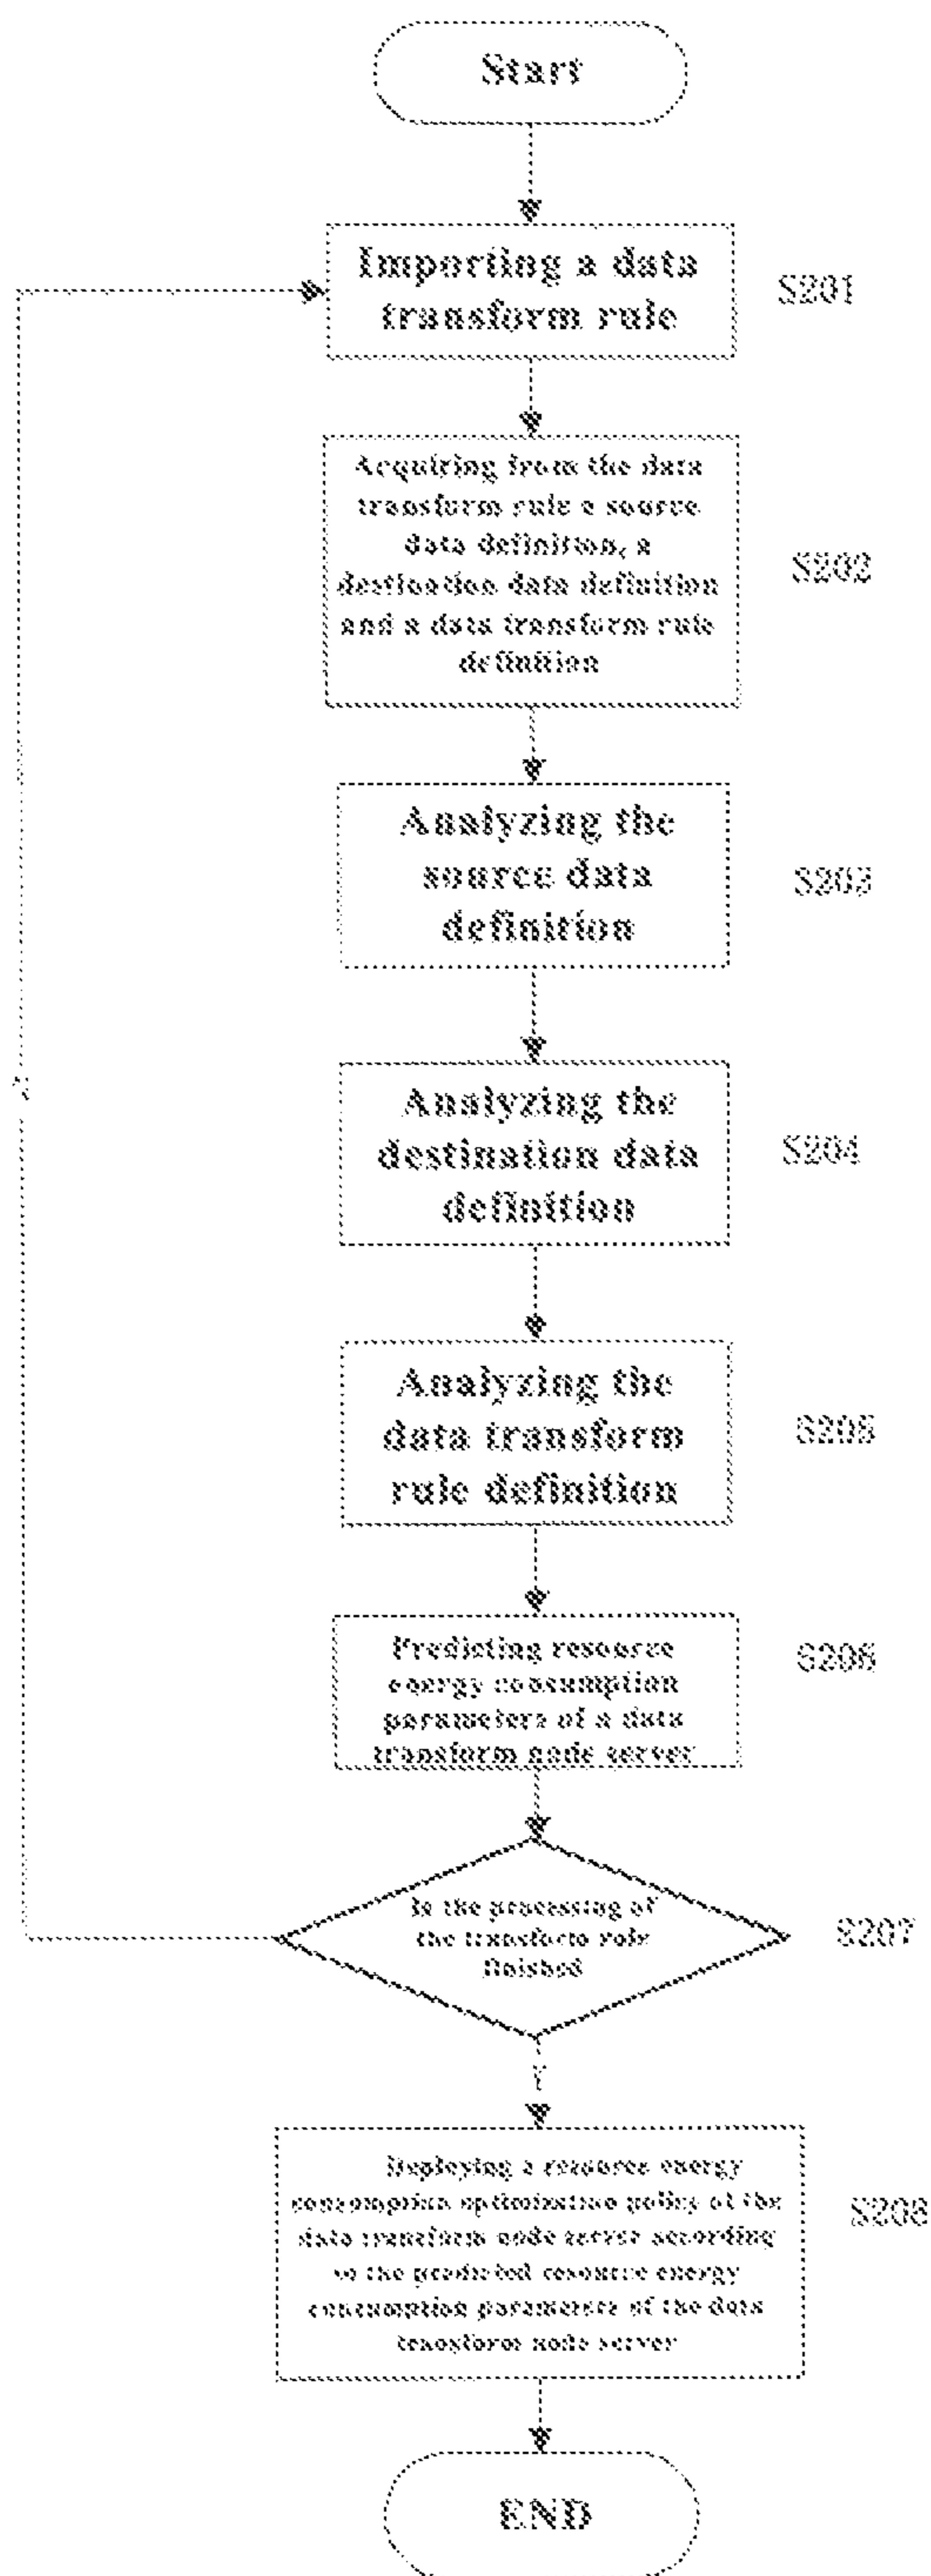 Start
Importing a data
transform rule
S201
Acquiring from the data
transform rule a source
data definition, a
destination data definition
and a data transform rule
definition
S202
Analyzing the
source data
definition
S203
Analyzing the
destination data
definition
S204
N
Analyzing the
data transform
rule definition
S205
Predicting resource
energy consumption
parameters of a data
transform node server
S206
Is the processing of
the transform rule
finished
S207
Y
Deploying a resource energy
consumption optimization policy of the
data transform node server according
to the predicted resource energy
consumption parameters of the data
transform node server
S208
END